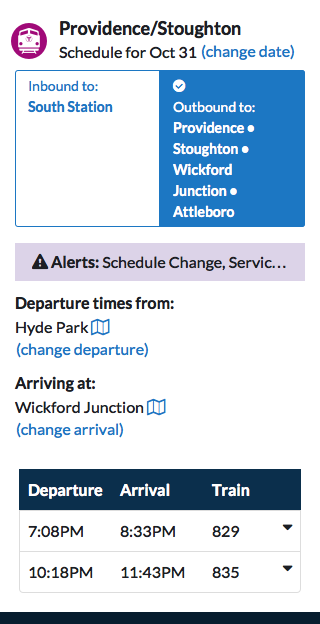 Providence/Stoughton
Schedule for Oct 31 (change date)
Inbound to:
South Station
Outbound to:
Providence •
Stoughton •
Wickford
Junction •
Attleboro
Alerts: Schedule Change, Servic...
Departure times from:
Hyde Park
(change departure)
Arriving at:
Wickford Junction
(change arrival)
Departure Arrival Train
7:08PM 8:33PM 829
10:18PM 11:43PM 835